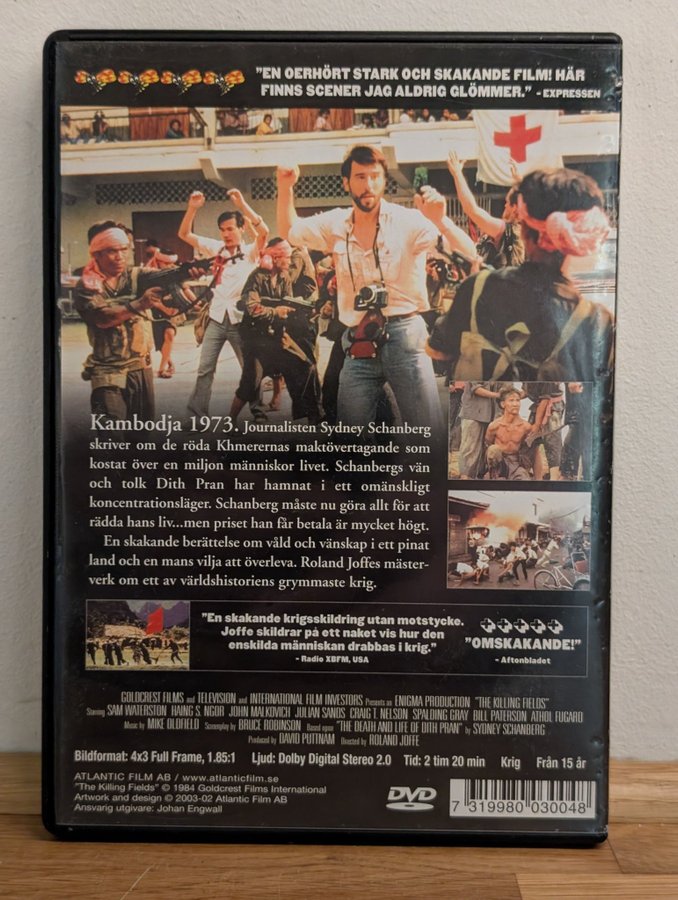 "EN OERHÖRT STARK OCH SKAKANDE FILM! HÄR
FINNS SCENER JAG ALDRIG GLÖMMER." - EXPRESSEN
Kambodja 1973. Journalisten Sydney Schanberg
skriver om de röda Khmerernas maktövertagande som
kostat över en miljon människor livet. Schanbergs vän
och tolk Dith Pran har hamnat i ett omänskligt
koncentrationsläger. Schanberg måste nu göra allt för att
rädda hans liv...men priset han får betala är mycket högt.
En skakande berättelse om våld och vänskap i ett pinat
land och en mans vilja att överleva. Roland Joffes mäster-
verk om ett av världshistoriens grymmaste krig.
"En skakande krigsskildring utan motstycke.
Joffe skildrar på ett naket vis hur den
enskilda människan drabbas i krig."
- Radio XBFM, USA
"OMSKAKANDE!"
- Aftonbladet
GOLDCREST FILMS and TELEVISION and INTERNATIONAL FILM INVESTORS Presents an ENIGMA PRODUCTION "THE KILLING FIELDS"
Starring SAM WATERSTON HAING S. NGOR JOHN MALKOVICH JULIAN SANDS CRAIG T. NELSON SPALDING GRAY BILL PATERSON ATHOL FUGARD
Music by MIKE OLDFIELD Screenplay by BRUCE ROBINSON Based upon "THE DEATH AND LIFE OF DITH PRAN" by SYDNEY SCHANBERG
Produced by DAVID PUTTNAM Directed by ROLAND JOFFE
Bildformat: 4x3 Full Frame, 1.85:1 Ljud: Dolby Digital Stereo 2.0 Tid: 2 tim 20 min Krig Från 15 år
ATLANTIC FILM AB / www.atlanticfilm.se
"The Killing Fields" © 1984 Goldcrest Films International
Artwork and design © 2003-02 Atlantic Film AB
Ansvarig utgivare: Johan Engwall
DVD
7 319980 030048